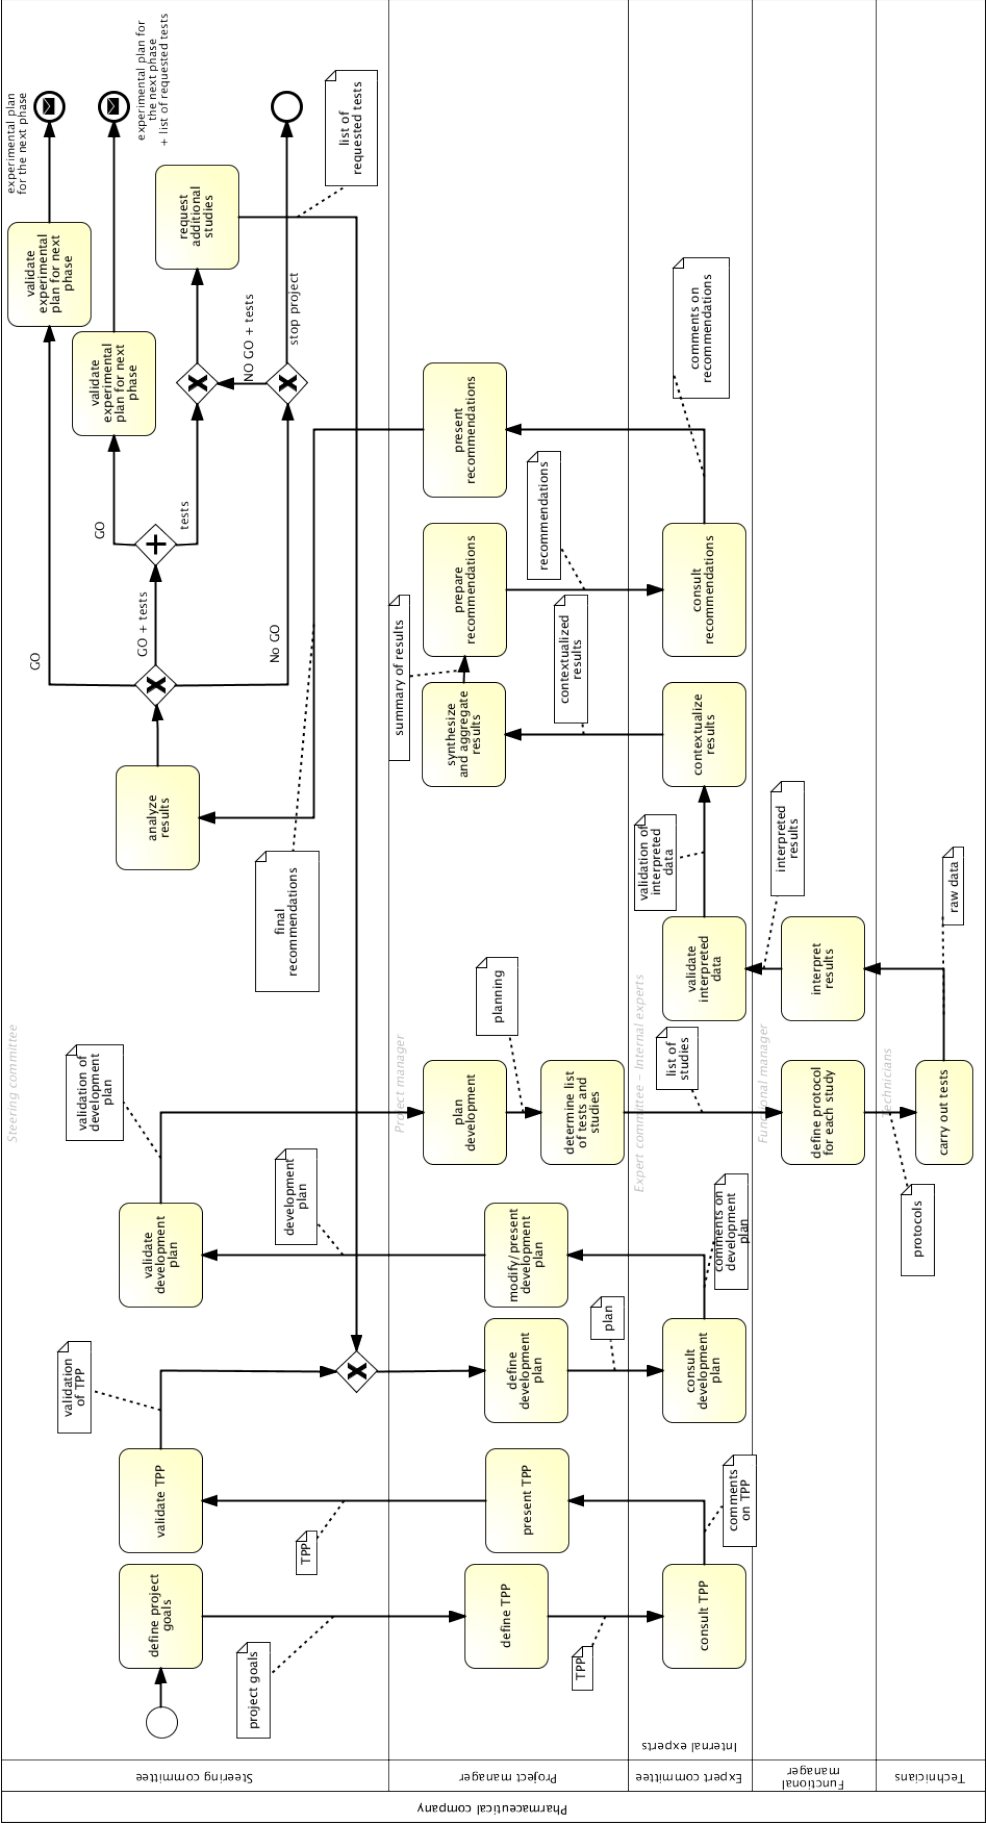 Pharmaceutical company
Steering committee
Project manager
Expert committee
Internal experts
Functional
manager
Technicians
Steering committee
Project manager
Expert committee – Internal experts
Functional manager
Technicians
define project
goals
project goals
define TPP
TPP
consult TPP
comments
on TPP
present TPP
TPP
validate TPP
validation
of TPP
define
development
plan
plan
consult
development
plan
comments on
development
plan
modify/present
development
plan
development
plan
validate
development
plan
validation of
development
plan
plan
development
planning
determine list
of tests and
studies
list of
studies
define protocol
for each study
protocols
carry out tests
raw data
interpret
results
interpreted
results
validate
interpreted
data
validation of
interpreted
data
contextualize
results
contextualized
results
synthesize
and aggregate
results
summary of results
prepare
recommendations
recommendations
consult
recommendations
comments on
recommendations
present
recommendations
final
recommendations
analyze
results
GO
GO + tests
No GO
GO
tests
NO GO + tests
stop project
validate
experimental
plan for next
phase
validate
experimental
plan for next
phase
request
additional
studies
list of
requested tests
experimental plan
for the next phase
experimental plan for
the next phase
+ list of requested tests